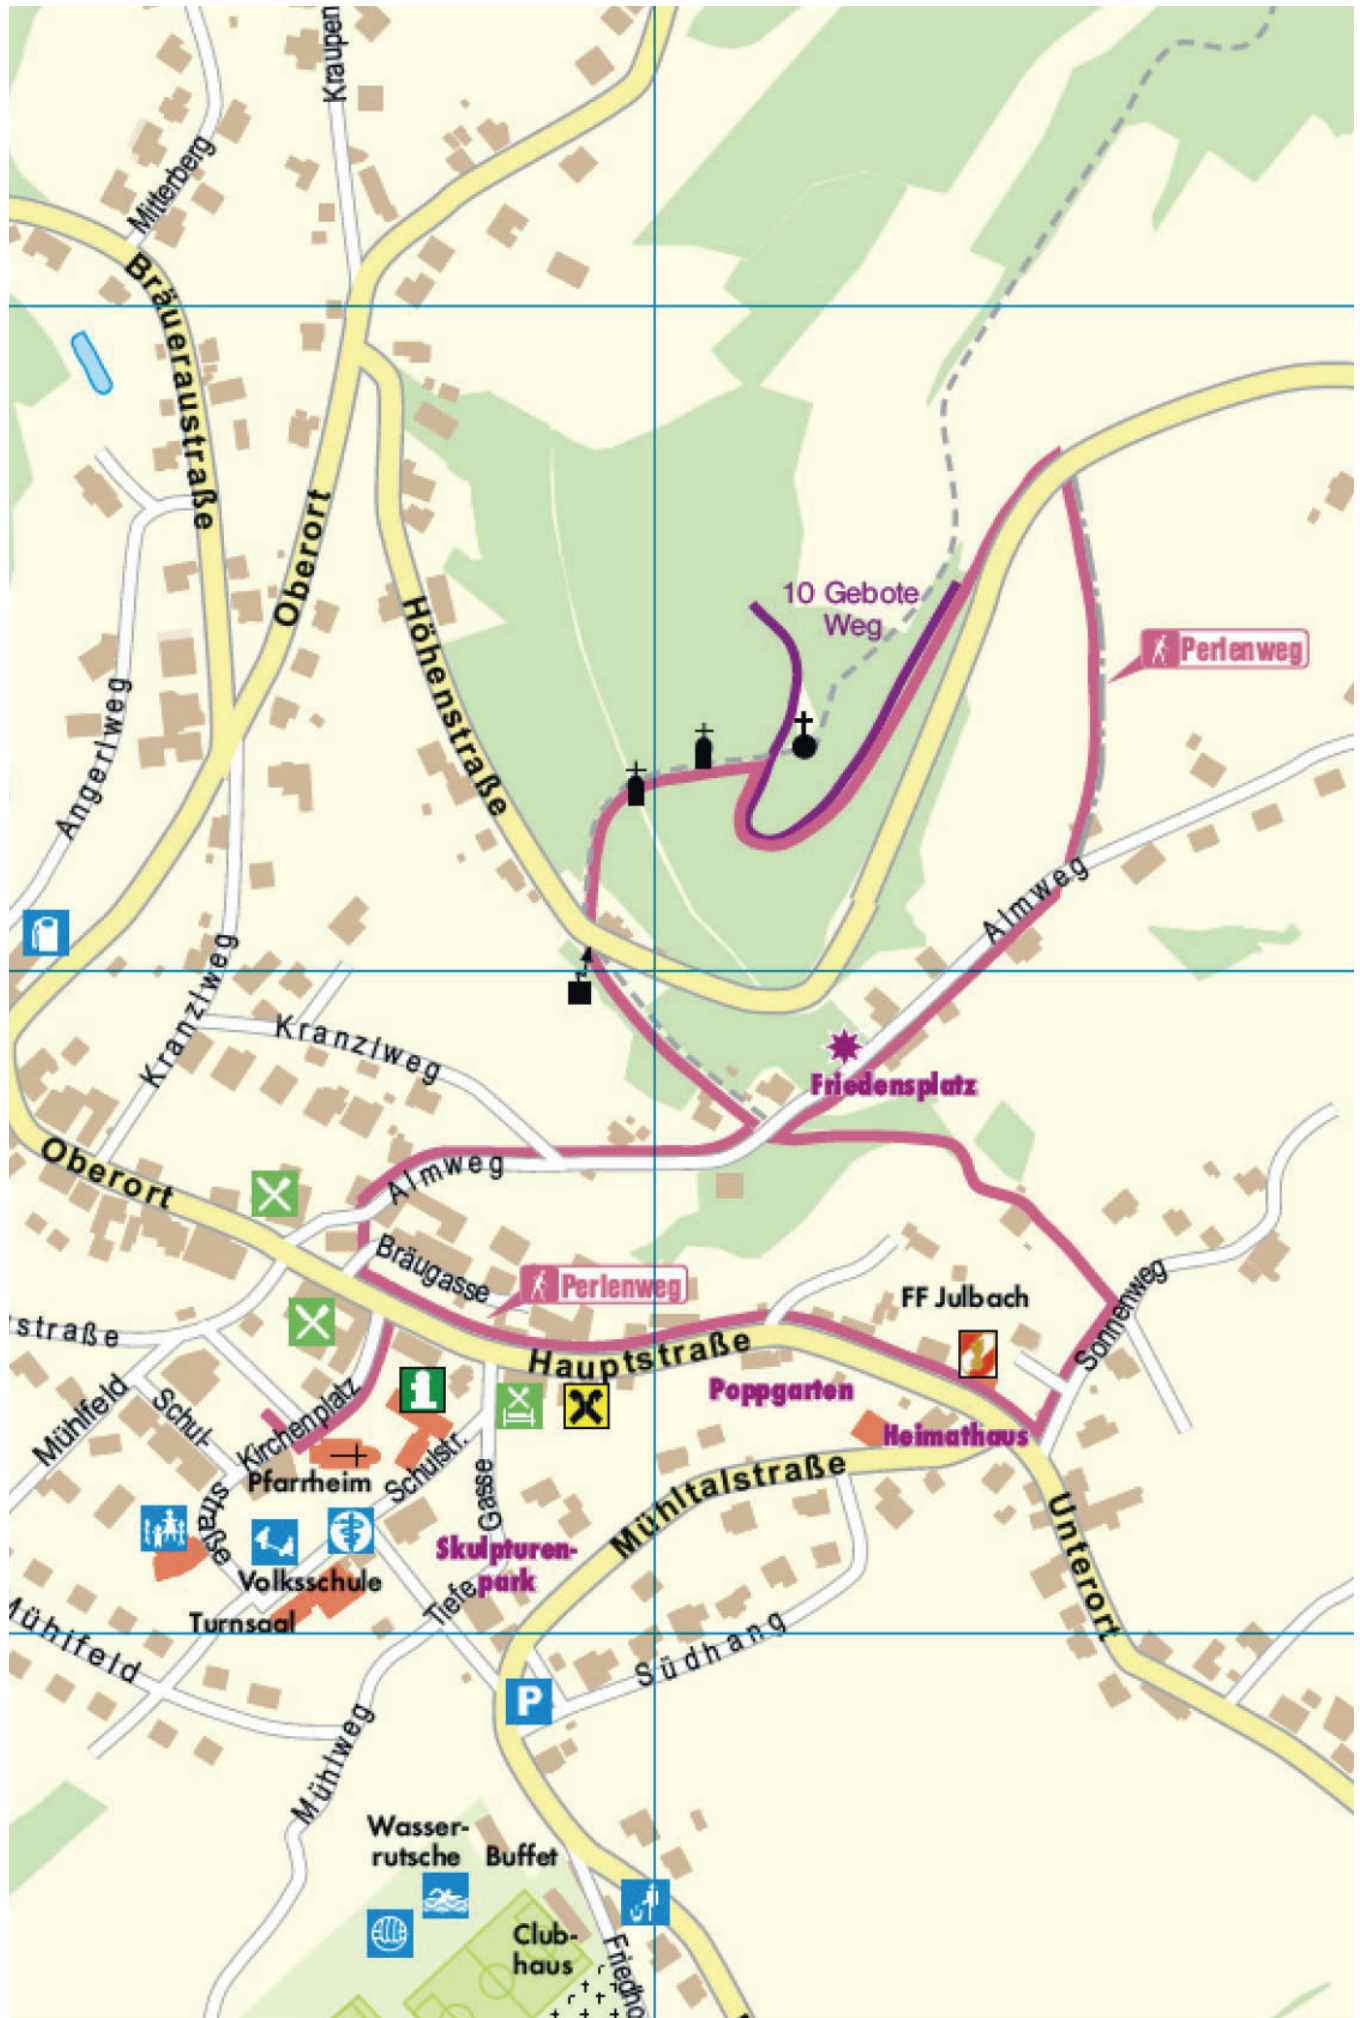 Kraupen
Mitterberg
Bräueraustraße
Oberort
Höhenstraße
10 Gebote
Weg
Perlenweg
Angerlweg
Almweg
Kranzlweg
Kranzlweg
Friedensplatz
Oberort
Almweg
Bräugasse
Perlenweg
Sonnenweg
FF Julbach
straße
Hauptstraße
Poppgarten
Mühlfeld
Schul-
straße
Kirchenplatz
Heimathaus
Pfarrheim
Schulstr.
Tiefe Gasse
Mühltalstraße
Unterort
Skulpturen-
park
Volksschule
Turnsaal
Mühlfeld
Südhang
P
Mühlweg
Wasser-
rutsche
Buffet
Club-
haus
Friedho